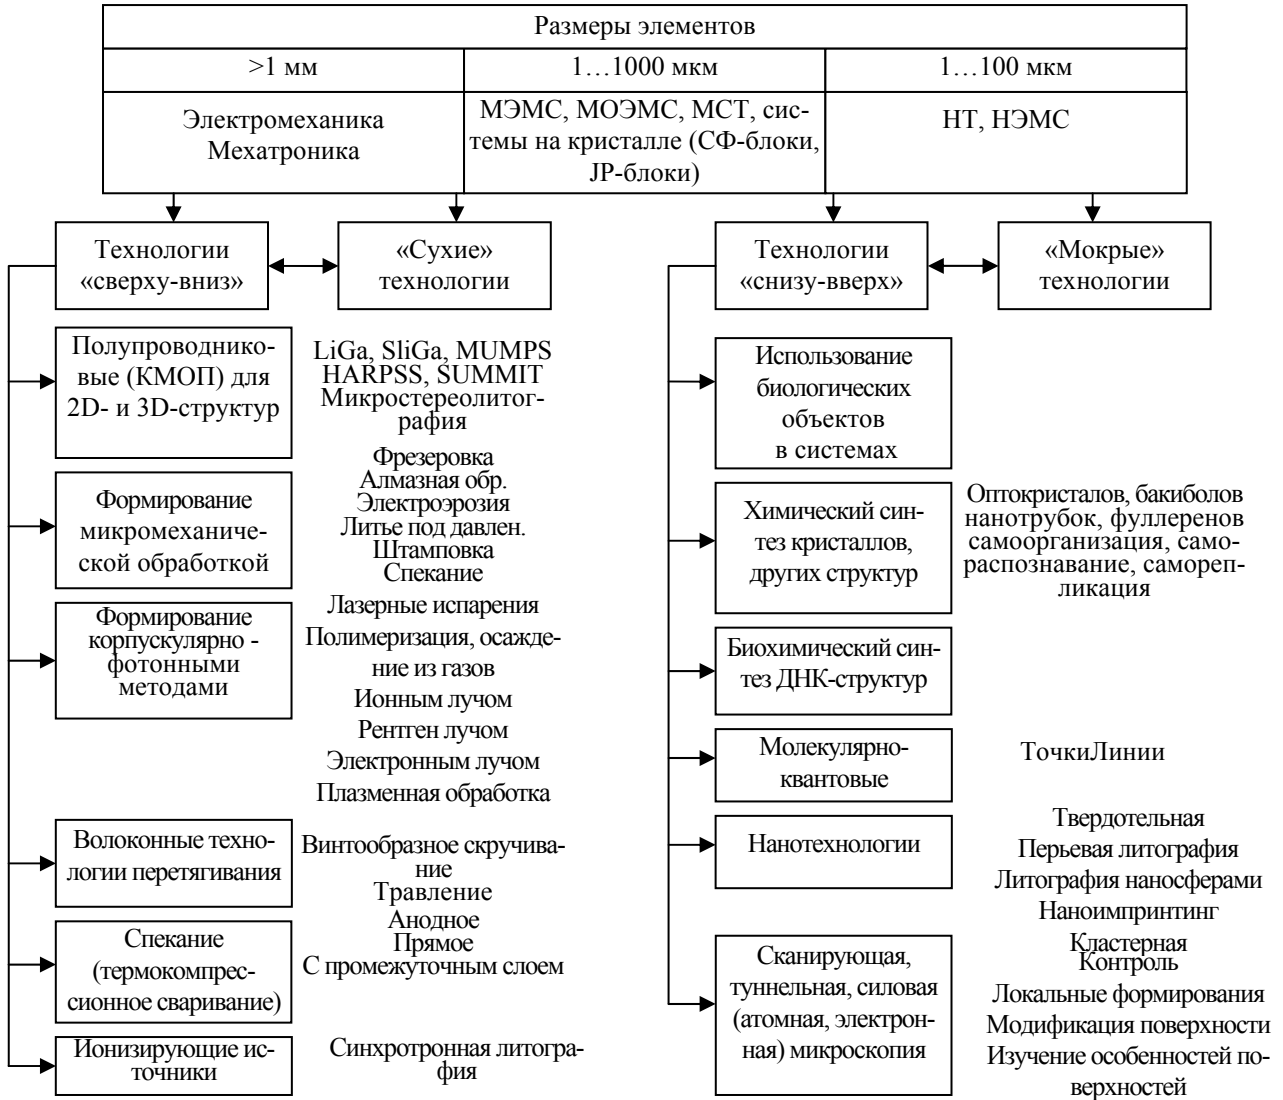 Размеры элементов
>1 мм
1…1000 мкм
1…100 мкм
Электромеханика
Мехатроника
МЭМС, МОЭМС, МСТ, сис-
темы на кристалле (СФ-блоки,
JP-блоки)
НТ, НЭМС
Технологии
«сверху-вниз»
«Сухие»
технологии
Технологии
«снизу-вверх»
«Мокрые»
технологии
Полупроводнико-
вые (КМОП) для
2D- и 3D-структур
LiGa, SliGa, MUMPS
HARPSS, SUMMIT
Микростереолитог-
рафия
Формирование
микромеханиче-
ской обработкой
Фрезеровка
Алмазная обр.
Электроэрозия
Литье под давлен.
Штамповка
Спекание
Формирование
корпускулярно -
фотонными
методами
Лазерные испарения
Полимеризация, осажде-
ние из газов
Ионным лучом
Рентген лучом
Электронным лучом
Плазменная обработка
Волоконные техно-
логии перетягивания
Винтообразное скручива-
ние
Травление
Спекание
(термокомпрес-
сионное сваривание)
Анодное
Прямое
С промежуточным слоем
Ионизирующие ис-
точники
Синхротронная литогра-
фия
Использование
биологических
объектов
в системах
Химический син-
тез кристаллов,
других структур
Оптокристалов, бакиболов
нанотрубок, фуллеренов
самоорганизация, само-
распознавание, саморер-
ликация
Биохимический син-
тез ДНК-структур
Молекулярно-
квантовые
ТочкиЛинии
Нанотехнологии
Твердотельная
Перьевая литография
Литография наносферами
Наноимпринтинг
Кластерная
Сканирующая,
туннельная, силовая
(атомная, электрон-
ная) микроскопия
Контроль
Локальные формирования
Модификация поверхности
Изучение особенностей по-
верхностей